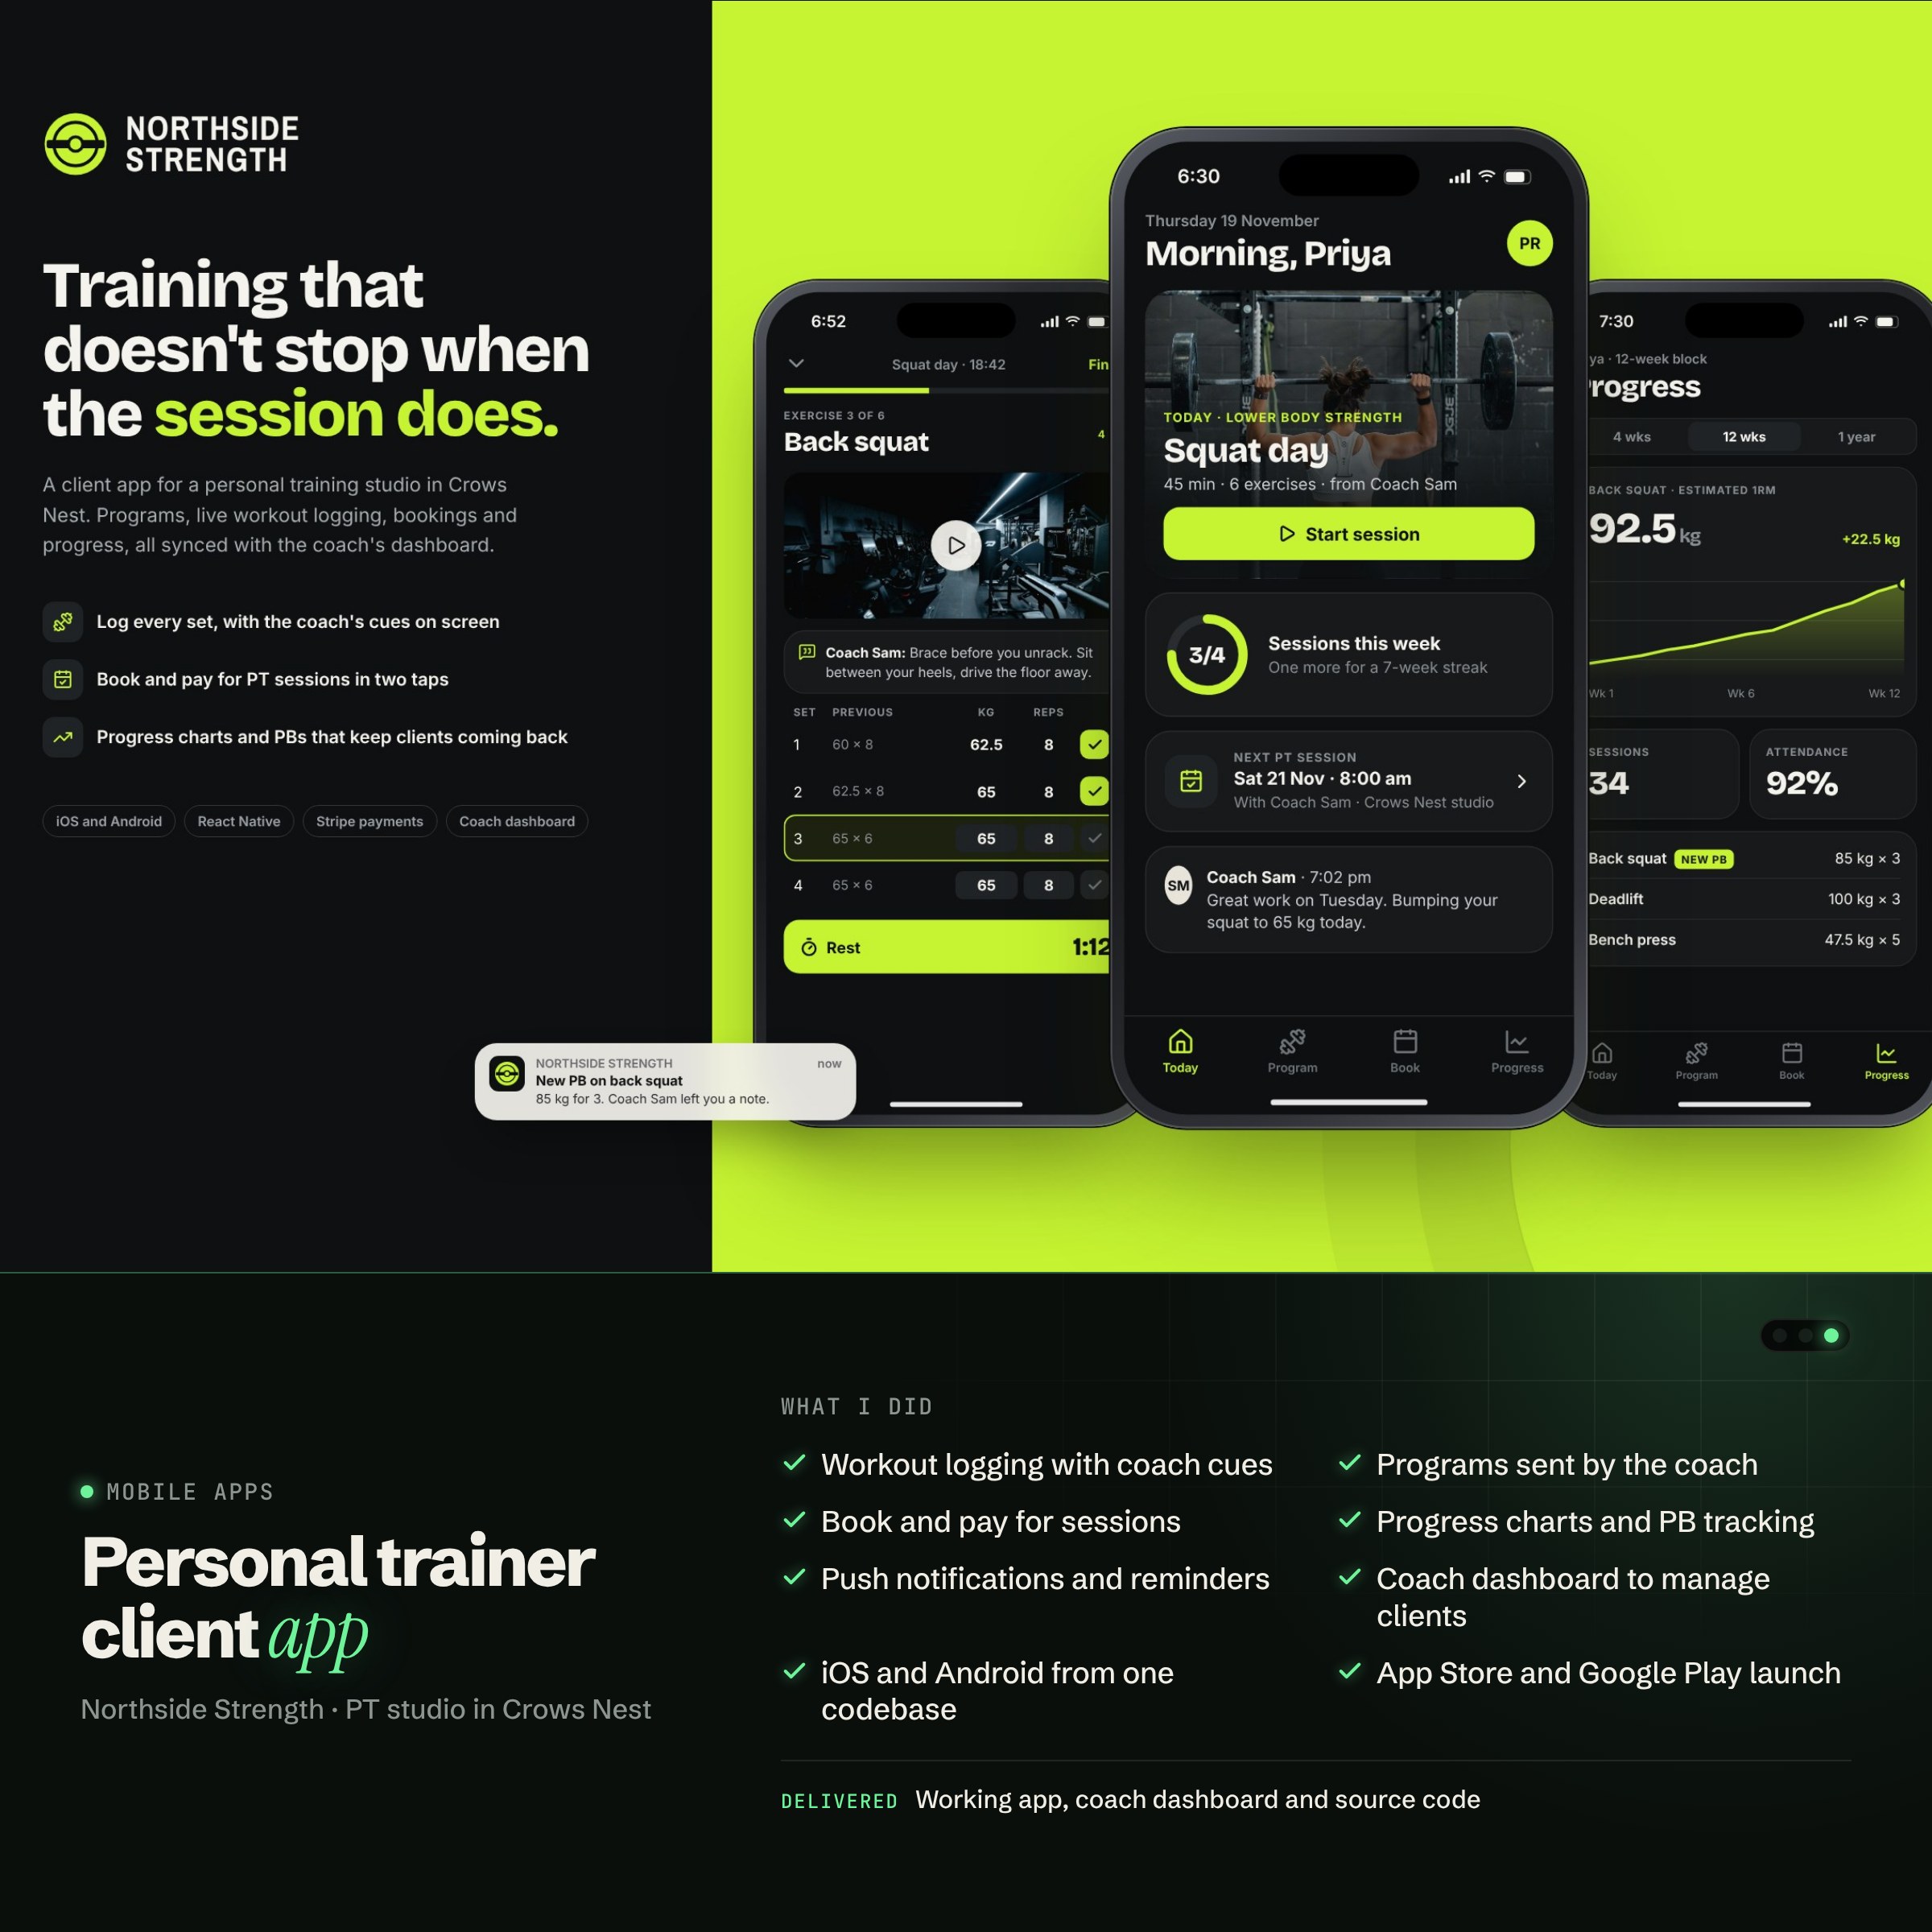 NORTHSIDE
STRENGTH
Training that
doesn't stop when
the session does.
A client app for a personal training studio in Crows
Nest. Programs, live workout logging, bookings and
progress, all synced with the coach's dashboard.
Log every set, with the coach's cues on screen
Book and pay for PT sessions in two taps
Progress charts and PBs that keep clients coming back
iOS and Android
React Native
Stripe payments
Coach dashboard
NORTHSIDE STRENGTH
now
New PB on back squat
85 kg for 3. Coach Sam left you a note.
6:52
Squat day · 18:42
Fin
EXERCISE 3 OF 6
Back squat
4
Coach Sam: Brace before you unrack. Sit
between your heels, drive the floor away.
SET PREVIOUS KG REPS
1 60 × 8 62.5 8
2 62.5 × 8 65 8
3 65 × 6 65 8
4 65 × 6 65 8
Rest 1:12
6:30
Thursday 19 November
Morning, Priya
PR
TODAY · LOWER BODY STRENGTH
Squat day
45 min · 6 exercises · from Coach Sam
Start session
3/4
Sessions this week
One more for a 7-week streak
NEXT PT SESSION
Sat 21 Nov · 8:00 am
With Coach Sam · Crows Nest studio
SM
Coach Sam · 7:02 pm
Great work on Tuesday. Bumping your
squat to 65 kg today.
Today
Program
Book
Progress
7:30
ya · 12-week block
rogress
4 wks
12 wks
1 year
BACK SQUAT · ESTIMATED 1RM
92.5 kg
+22.5 kg
Wk 1
Wk 6
Wk 12
SESSIONS
34
ATTENDANCE
92%
Back squat NEW PB 85 kg × 3
Deadlift 100 kg × 3
Bench press 47.5 kg × 5
Today
Program
Book
Progress
MOBILE APPS
Personal trainer
client app
Northside Strength · PT studio in Crows Nest
WHAT I DID
Workout logging with coach cues
Programs sent by the coach
Book and pay for sessions
Progress charts and PB tracking
Push notifications and reminders
Coach dashboard to manage
clients
iOS and Android from one
codebase
App Store and Google Play launch
DELIVERED Working app, coach dashboard and source code